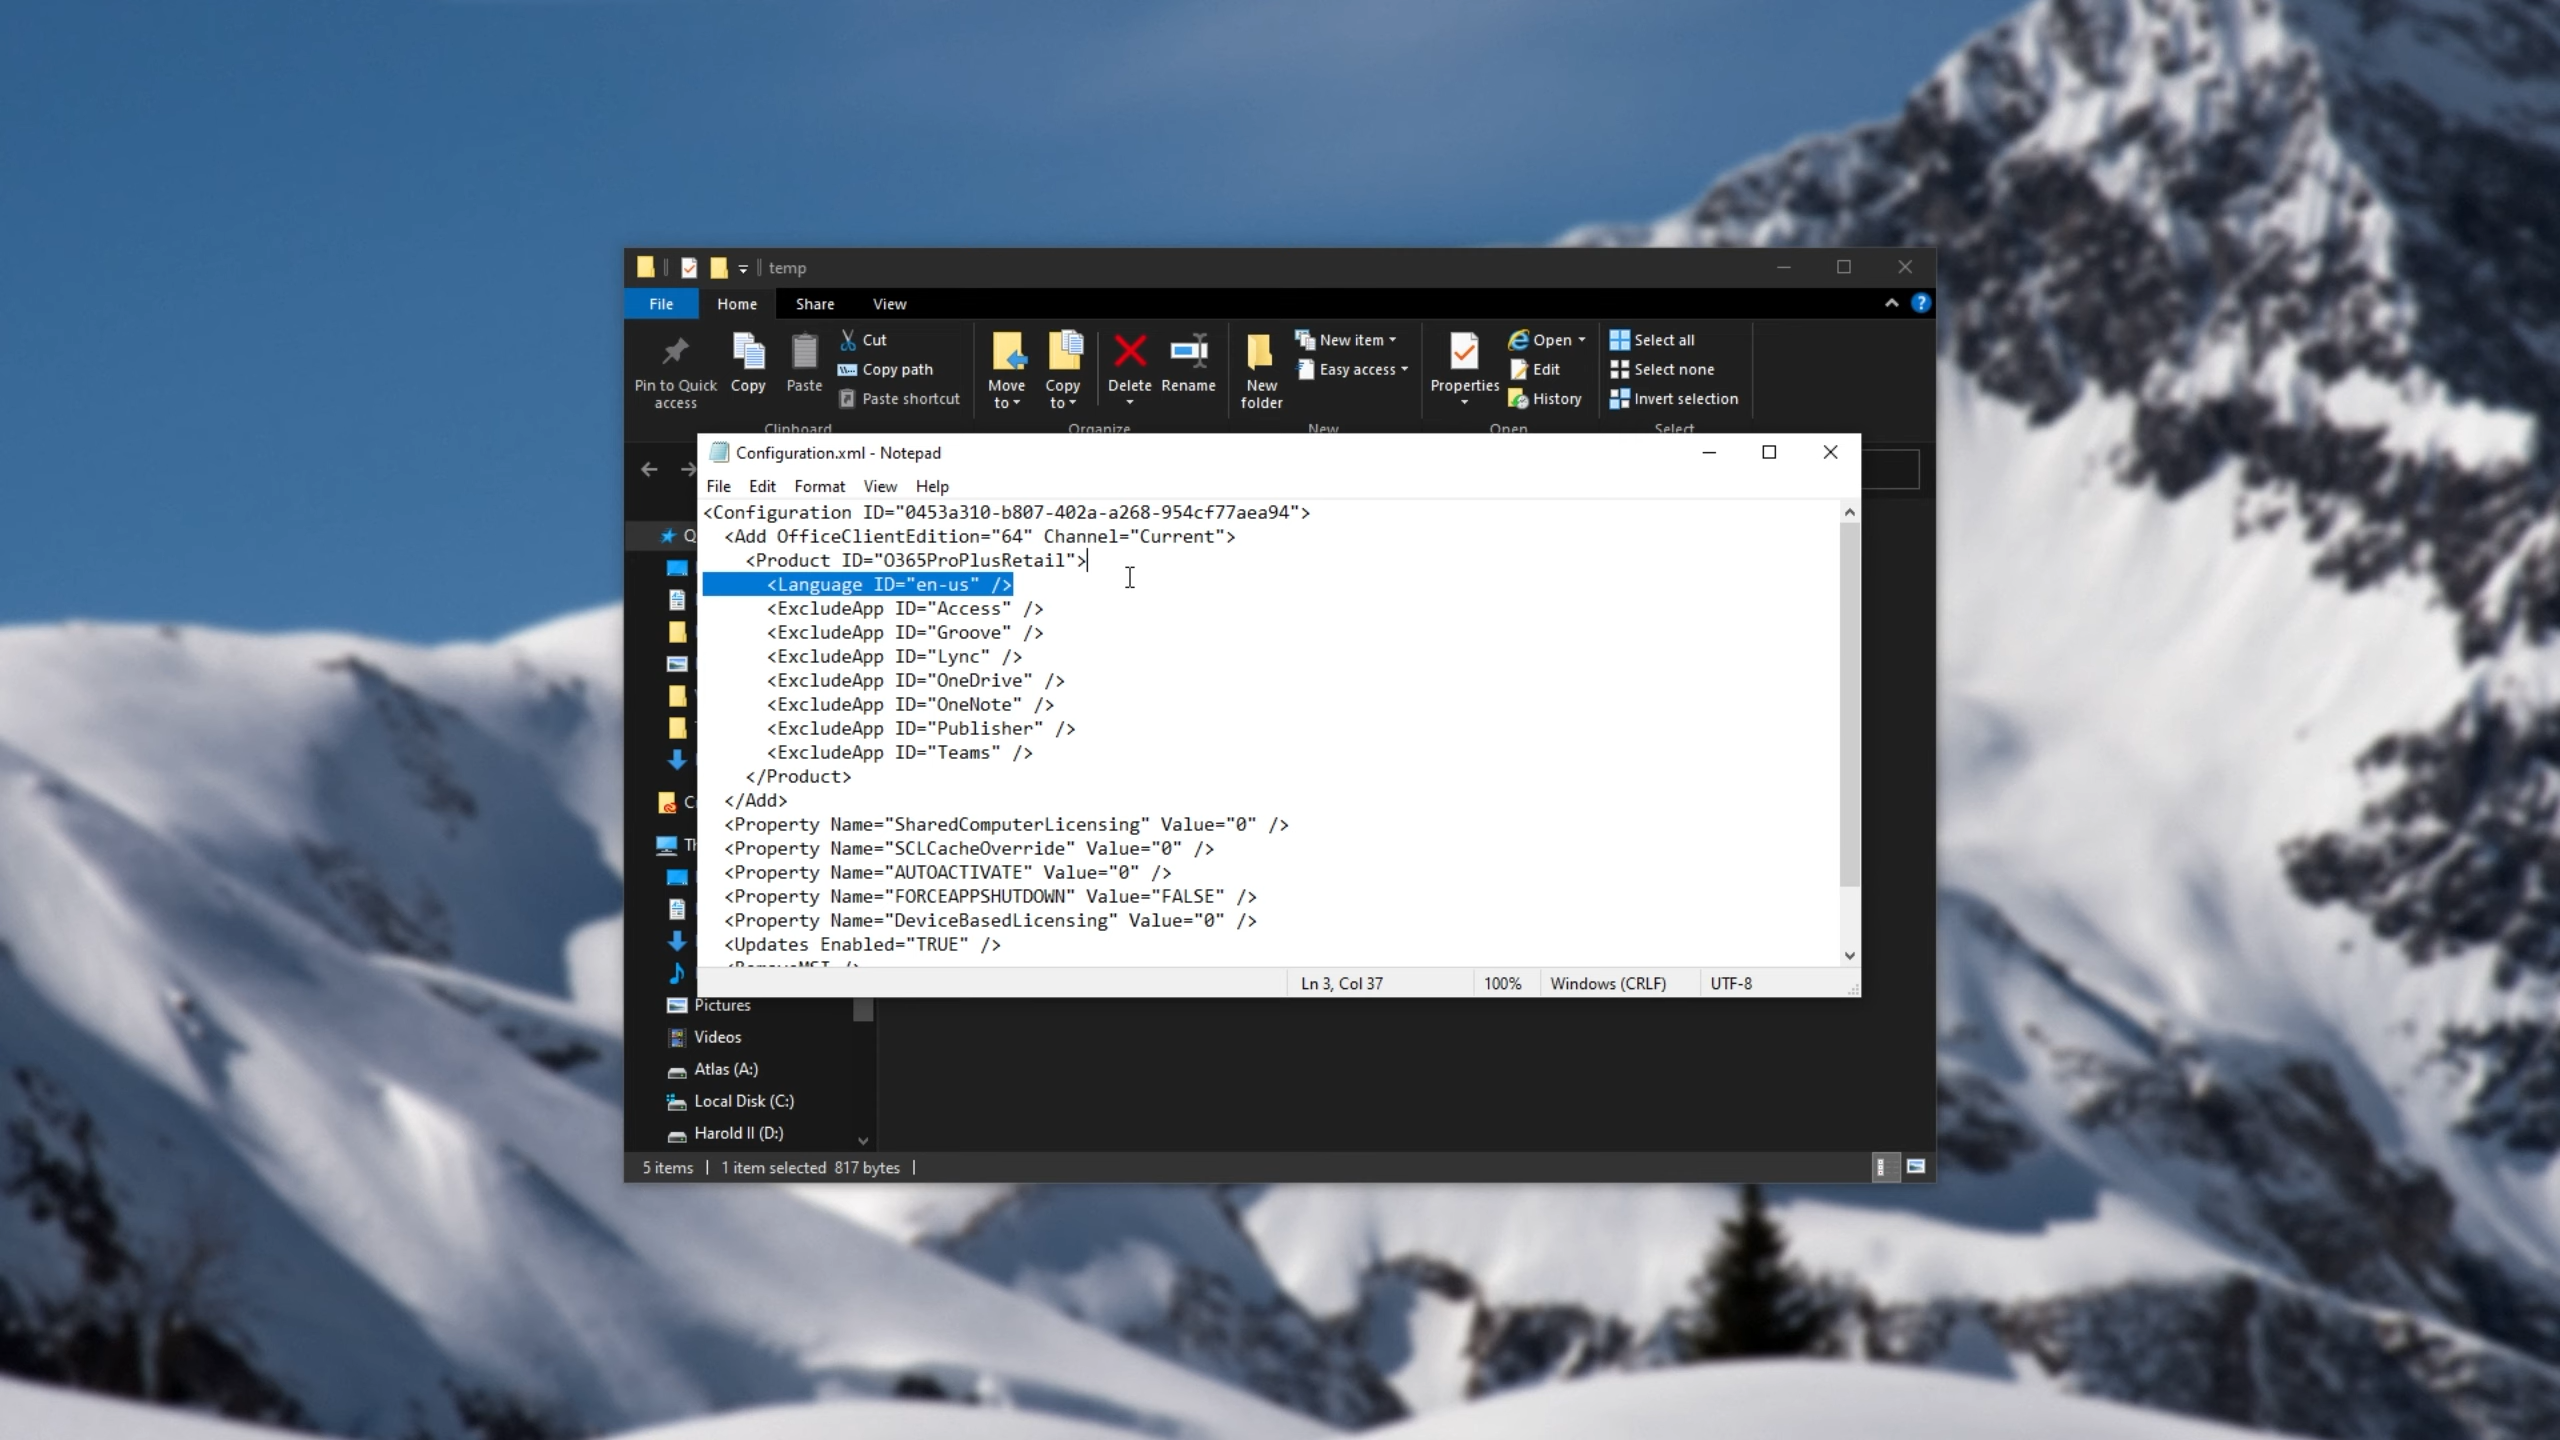 temp
File Home Share View
Pin to Quick access
Copy
Paste
Cut
Copy path
Paste shortcut
Move to
Copy to
Delete
Rename
New folder
New item
Easy access
Properties
Open
Edit
History
Select all
Select none
Invert selection
Clipboard Organize New Open Select
Configuration.xml - Notepad
File Edit Format View Help
<Configuration ID="0453a310-b807-402a-a268-954cf77aea94">
  <Add OfficeClientEdition="64" Channel="Current">
    <Product ID="O365ProPlusRetail">
      <Language ID="en-us" />
      <ExcludeApp ID="Access" />
      <ExcludeApp ID="Groove" />
      <ExcludeApp ID="Lync" />
      <ExcludeApp ID="OneDrive" />
      <ExcludeApp ID="OneNote" />
      <ExcludeApp ID="Publisher" />
      <ExcludeApp ID="Teams" />
    </Product>
  </Add>
  <Property Name="SharedComputerLicensing" Value="0" />
  <Property Name="SCLCacheOverride" Value="0" />
  <Property Name="AUTOACTIVATE" Value="0" />
  <Property Name="FORCEAPPSHUTDOWN" Value="FALSE" />
  <Property Name="DeviceBasedLicensing" Value="0" />
  <Updates Enabled="TRUE" />
  <RemoveMSI />
Ln 3, Col 37 100% Windows (CRLF) UTF-8
Pictures
Videos
Atlas (A:)
Local Disk (C:)
Harold II (D:)
5 items 1 item selected 817 bytes